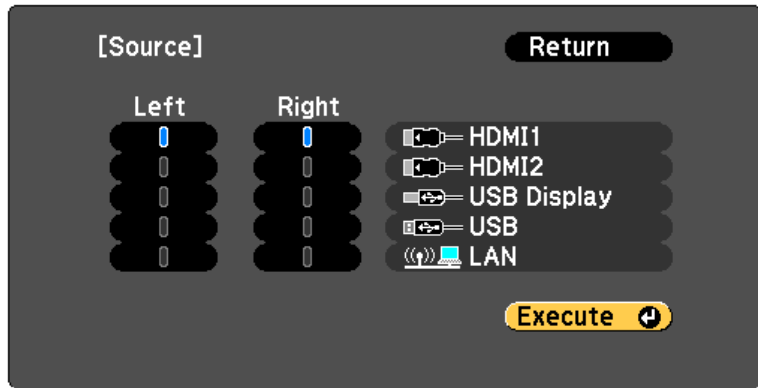 [Source] Return
Left Right
HDMI1
HDMI2
USB Display
USB
LAN
Execute